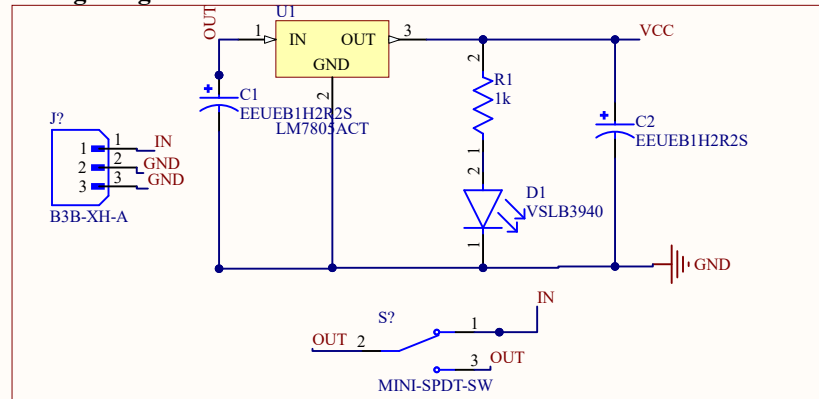 U1
OUT
1
IN
OUT
3
VCC
GND
2
2
R1
1k
1
C1
EEUEB1H2R2S
LM7805ACT
C2
EEUEB1H2R2S
J?
1
1
IN
2
2
GND
3
3
GND
B3B-XH-A
2
D1
VSLB3940
1
GND
IN
S?
OUT
2
1
3
OUT
MINI-SPDT-SW